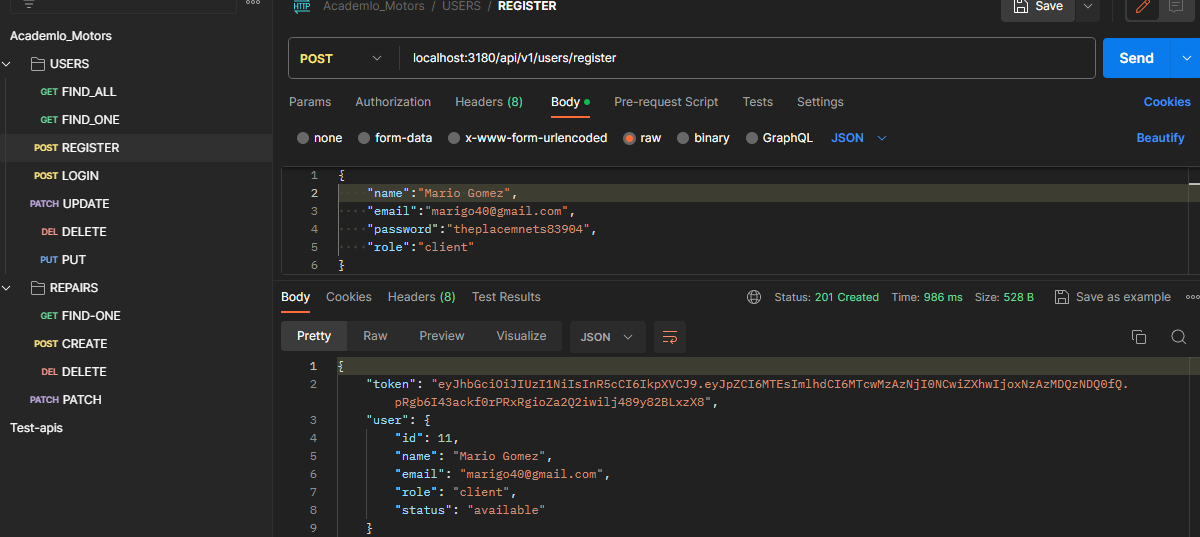 HTTP Academlo_Motors / USERS / REGISTER Save
Academlo_Motors
USERS
GET FIND_ALL
GET FIND_ONE
POST REGISTER
POST LOGIN
PATCH UPDATE
DEL DELETE
PUT PUT
REPAIRS
GET FIND-ONE
POST CREATE
DEL DELETE
PATCH PATCH
Test-apis
POST localhost:3180/api/v1/users/register Send
Params Authorization Headers (8) Body Pre-request Script Tests Settings Cookies
none form-data x-www-form-urlencoded raw binary GraphQL JSON Beautify
1 {
2 "name":"Mario Gomez",
3 "email":"marigo40@gmail.com",
4 "password":"theplacemnets83904",
5 "role":"client"
6 }
Body Cookies Headers (8) Test Results Status: 201 Created Time: 986 ms Size: 528 B Save as example
Pretty Raw Preview Visualize JSON
1 {
2 "token": "eyJhbGciOiJIUzI1NiIsInR5cCI6IkpXVCJ9.eyJpZCI6MTEsImlhdCI6MTcwMzAzNjI0NCwiZXhwIjoxNzAzMDQzNDQ0fQ.
pRgb6I43ackf0rPRxRgioZa2Q2iwilj489y82BLxzX8",
3 "user": {
4 "id": 11,
5 "name": "Mario Gomez",
6 "email": "marigo40@gmail.com",
7 "role": "client",
8 "status": "available"
9 }